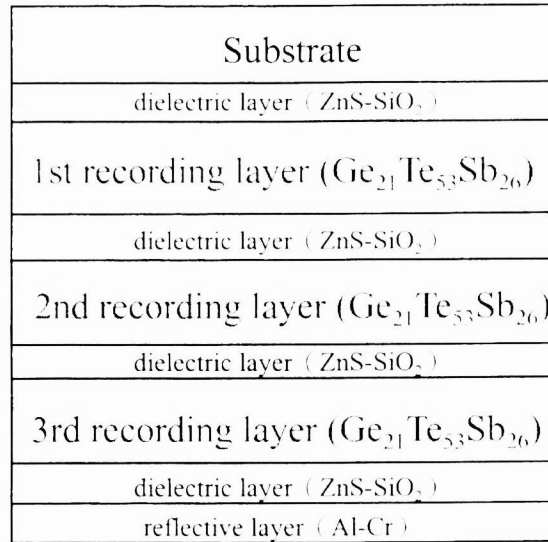 Substrate
dielectric layer (ZnS-SiO₂)
1st recording layer (Ge₂₁Te₅₃Sb₂₆)
dielectric layer (ZnS-SiO₂)
2nd recording layer (Ge₂₁Te₅₃Sb₂₆)
dielectric layer (ZnS-SiO₂)
3rd recording layer (Ge₂₁Te₅₃Sb₂₆)
dielectric layer (ZnS-SiO₂)
reflective layer (Al-Cr)